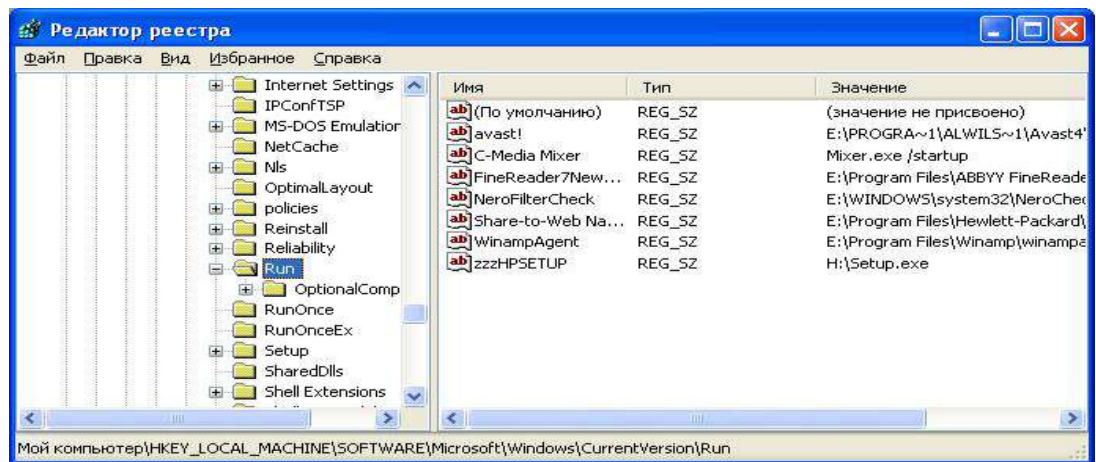 Редактор реестра
Файл Правка Вид Избранное Справка
Internet Settings
IPConfTSP
MS-DOS Emulation
NetCache
Nls
OptimalLayout
policies
Reinstall
Reliability
Run
OptionalComp
RunOnce
RunOnceEx
Setup
SharedDlls
Shell Extensions
Имя Тип Значение
(По умолчанию) REG_SZ (значение не присвоено)
avast! REG_SZ E:\PROGRA~1\ALWILS~1\Avast4\
C-Media Mixer REG_SZ Mixer.exe /startup
FineReader7New... REG_SZ E:\Program Files\ABBYY FineReade
NeroFilterCheck REG_SZ E:\WINDOWS\system32\NeroChec
Share-to-Web Na... REG_SZ E:\Program Files\Hewlett-Packard\
WinampAgent REG_SZ E:\Program Files\Winamp\winampa
zzzHPSETUP REG_SZ H:\Setup.exe
Мой компьютер\HKEY_LOCAL_MACHINE\SOFTWARE\Microsoft\Windows\CurrentVersion\Run